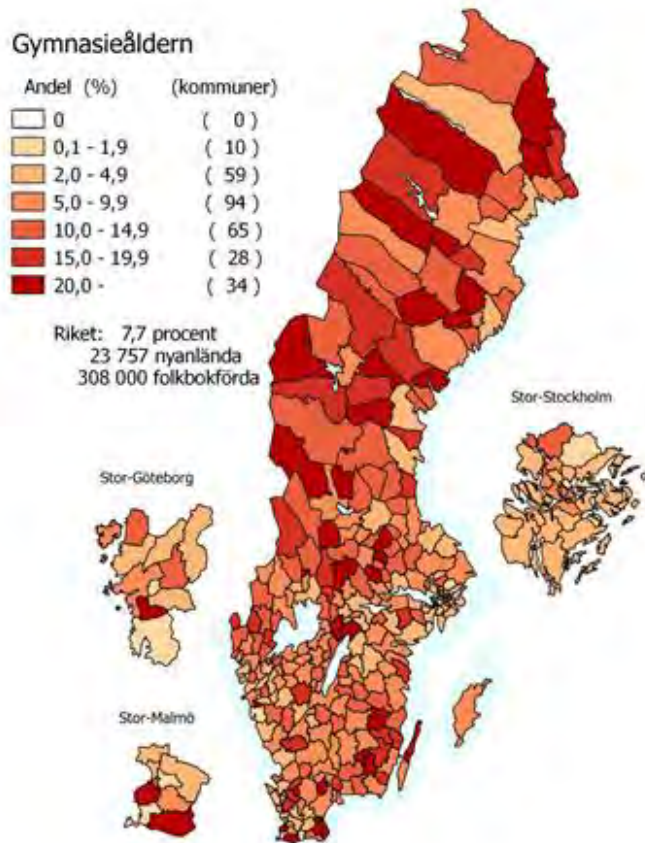 Gymnasieåldern
Andel (%) (kommuner)
0 ( 0)
0,1 - 1,9 ( 10)
2,0 - 4,9 ( 59)
5,0 - 9,9 ( 94)
10,0 - 14,9 ( 65)
15,0 - 19,9 ( 28)
20,0 - ( 34)
Riket: 7,7 procent
23 757 nyanlända
308 000 folkbokförda
Stor-Stockholm
Stor-Göteborg
Stor-Malmö